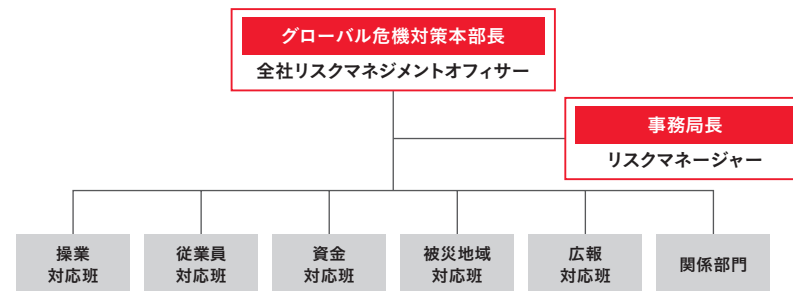 グローバル危機対策本部長
全社リスクマネジメントオフィサー
事務局長
リスクマネージャー
操業
対応班
従業員
対応班
資金
対応班
被災地域
対応班
広報
対応班
関係部門